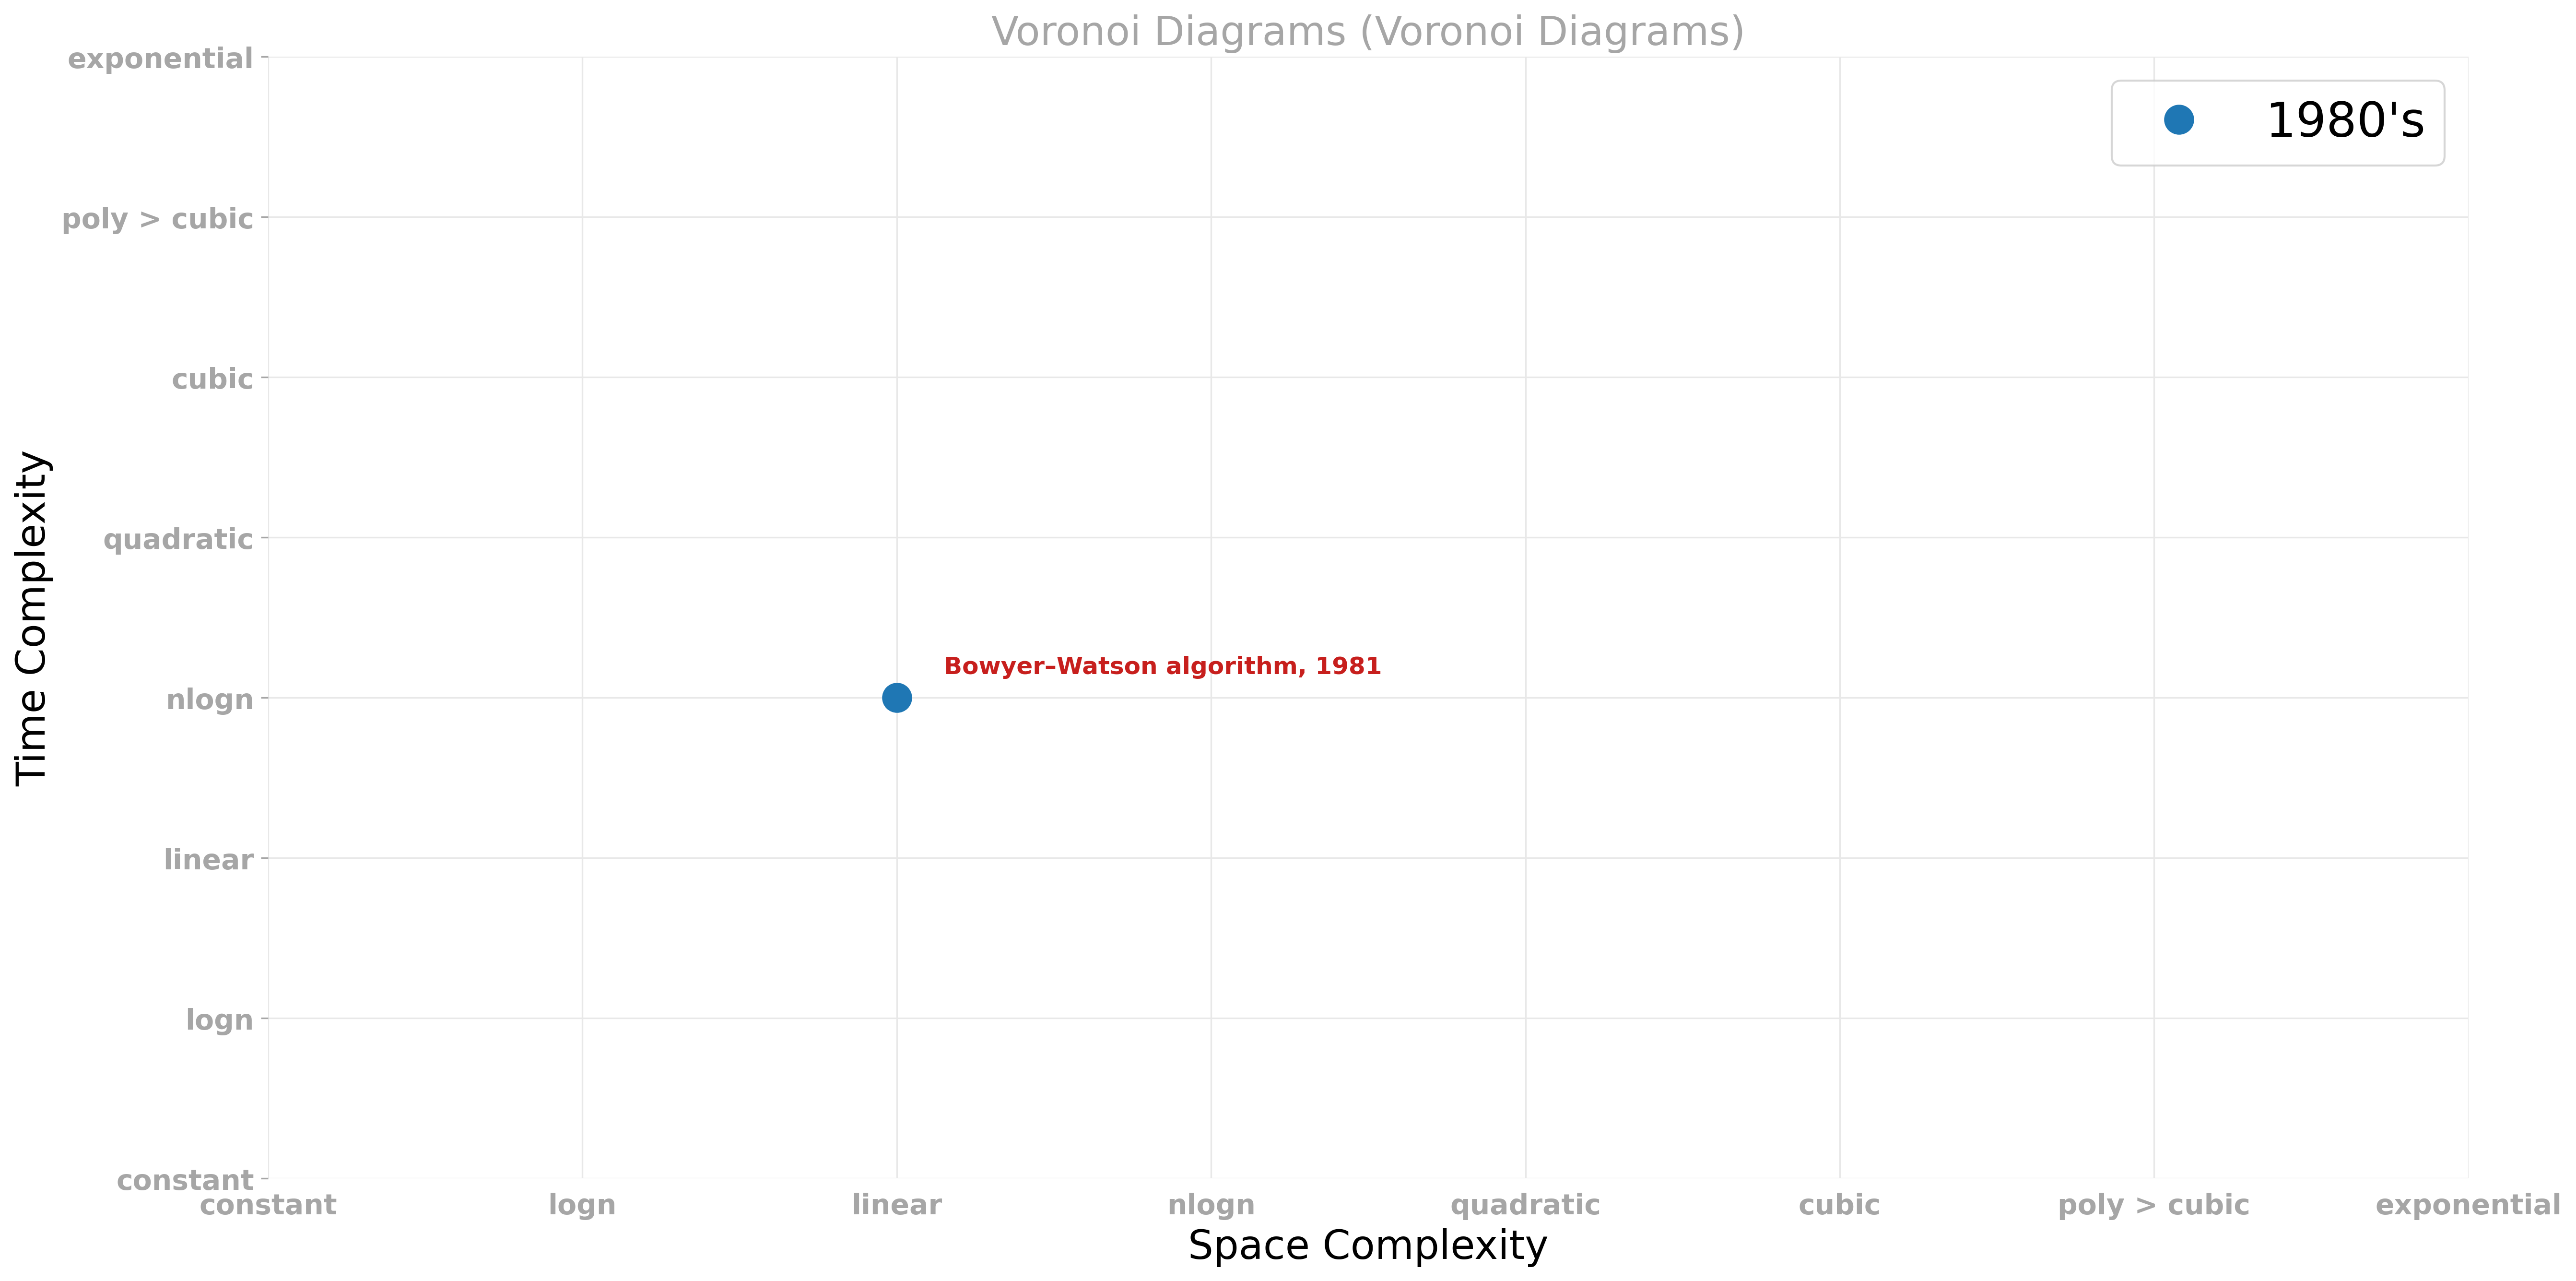 Voronoi Diagrams (Voronoi Diagrams)
exponential
poly > cubic
cubic
quadratic
nlogn
linear
logn
constant
Time Complexity
1980's
Bowyer–Watson algorithm, 1981
constant
logn
linear
nlogn
quadratic
cubic
poly > cubic
exponential
Space Complexity